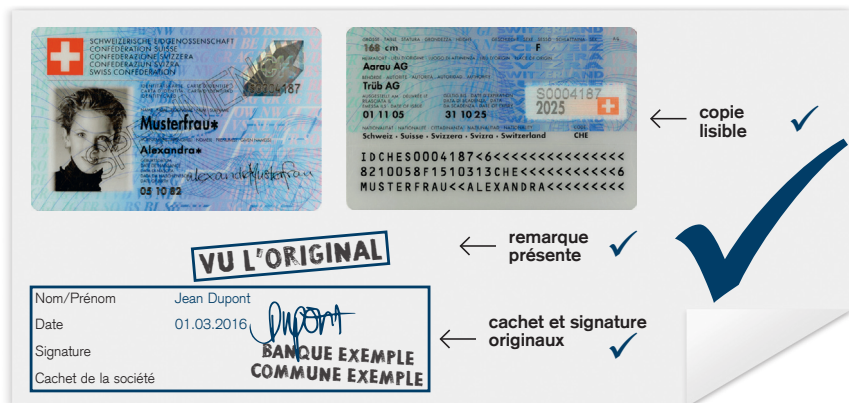 SCHWEIZERISCHE EIDGENOSSENSCHAFT
CONFÉDÉRATION SUISSE
CONFEDERAZIONE SVIZZERA
CONFEDERAZIUN SVIZRA
SWISS CONFEDERATION
SPECIMEN
Musterfrau*
Alexandra*
05 10 82
168 cm F
Aarau AG
Trüb AG
01 11 05 31 10 25
S0004187
2025
Schweiz · Suisse · Svizzera · Svizra · Switzerland CHE
IDCHES0004187<6<<<<<<<<<<<<<<<
8210058F1510313CHE<<<<<<<<<<<6
MUSTERFRAU<<ALEXANDRA<<<<<<<<<
copie
lisible
VU L'ORIGINAL
remarque
présente
Nom/Prénom Jean Dupont
Date 01.03.2016
Signature Dupont
Cachet de la société
BANQUE EXEMPLE
COMMUNE EXEMPLE
cachet et signature
originaux